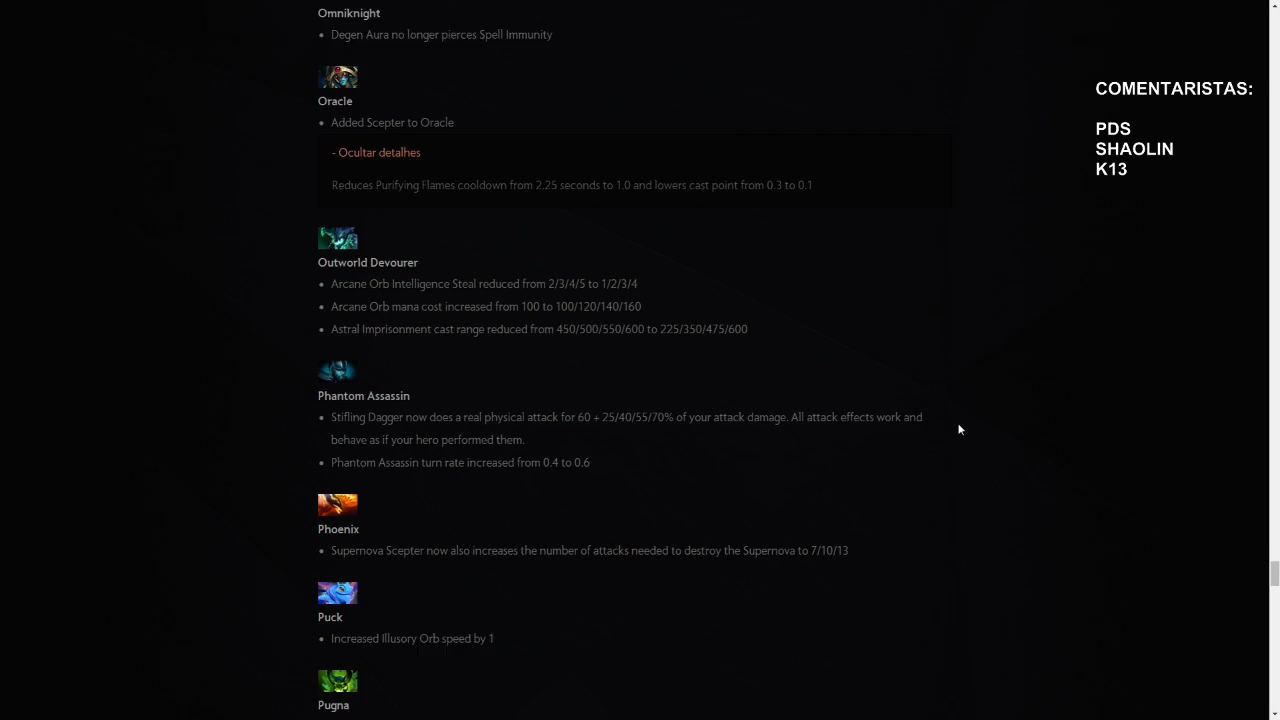 Omniknight
• Degen Aura no longer pierces Spell Immunity
Oracle
• Added Scepter to Oracle
- Ocultar detalhes
Reduces Purifying Flames cooldown from 2.25 seconds to 1.0 and lowers cast point from 0.3 to 0.1
Outworld Devourer
• Arcane Orb Intelligence Steal reduced from 2/3/4/5 to 1/2/3/4
• Arcane Orb mana cost increased from 100 to 100/120/140/160
• Astral Imprisonment cast range reduced from 450/500/550/600 to 225/350/475/600
Phantom Assassin
• Stifling Dagger now does a real physical attack for 60 + 25/40/55/70% of your attack damage. All attack effects work and
behave as if your hero performed them.
• Phantom Assassin turn rate increased from 0.4 to 0.6
Phoenix
• Supernova Scepter now also increases the number of attacks needed to destroy the Supernova to 7/10/13
Puck
• Increased Illusory Orb speed by 1
Pugna
COMENTARISTAS:
PDS
SHAOLIN
K13